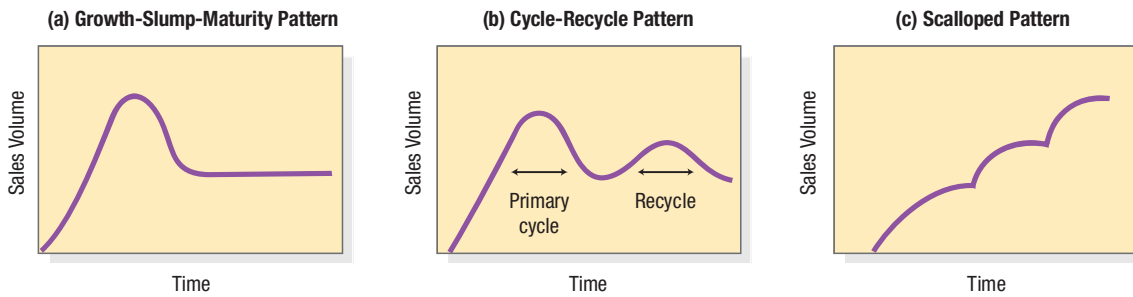 (a) Growth-Slump-Maturity Pattern
Sales Volume
Time
(b) Cycle-Recycle Pattern
Sales Volume
Primary
cycle
Recycle
Time
(c) Scalloped Pattern
Sales Volume
Time